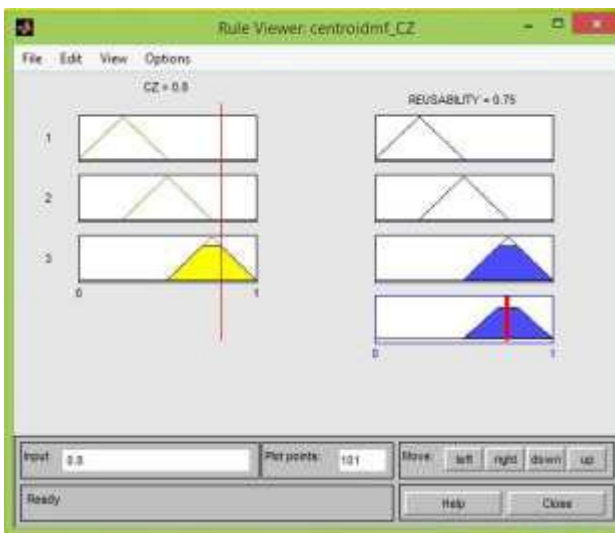 Rule Viewer: centroidmf_CZ
File Edit View Options
CZ = 0.8
REUSABILITY = 0.75
1
2
3
0 1
0 1
Input: 0.8
Plot points: 101
Move: left right down up
Ready
Help Close